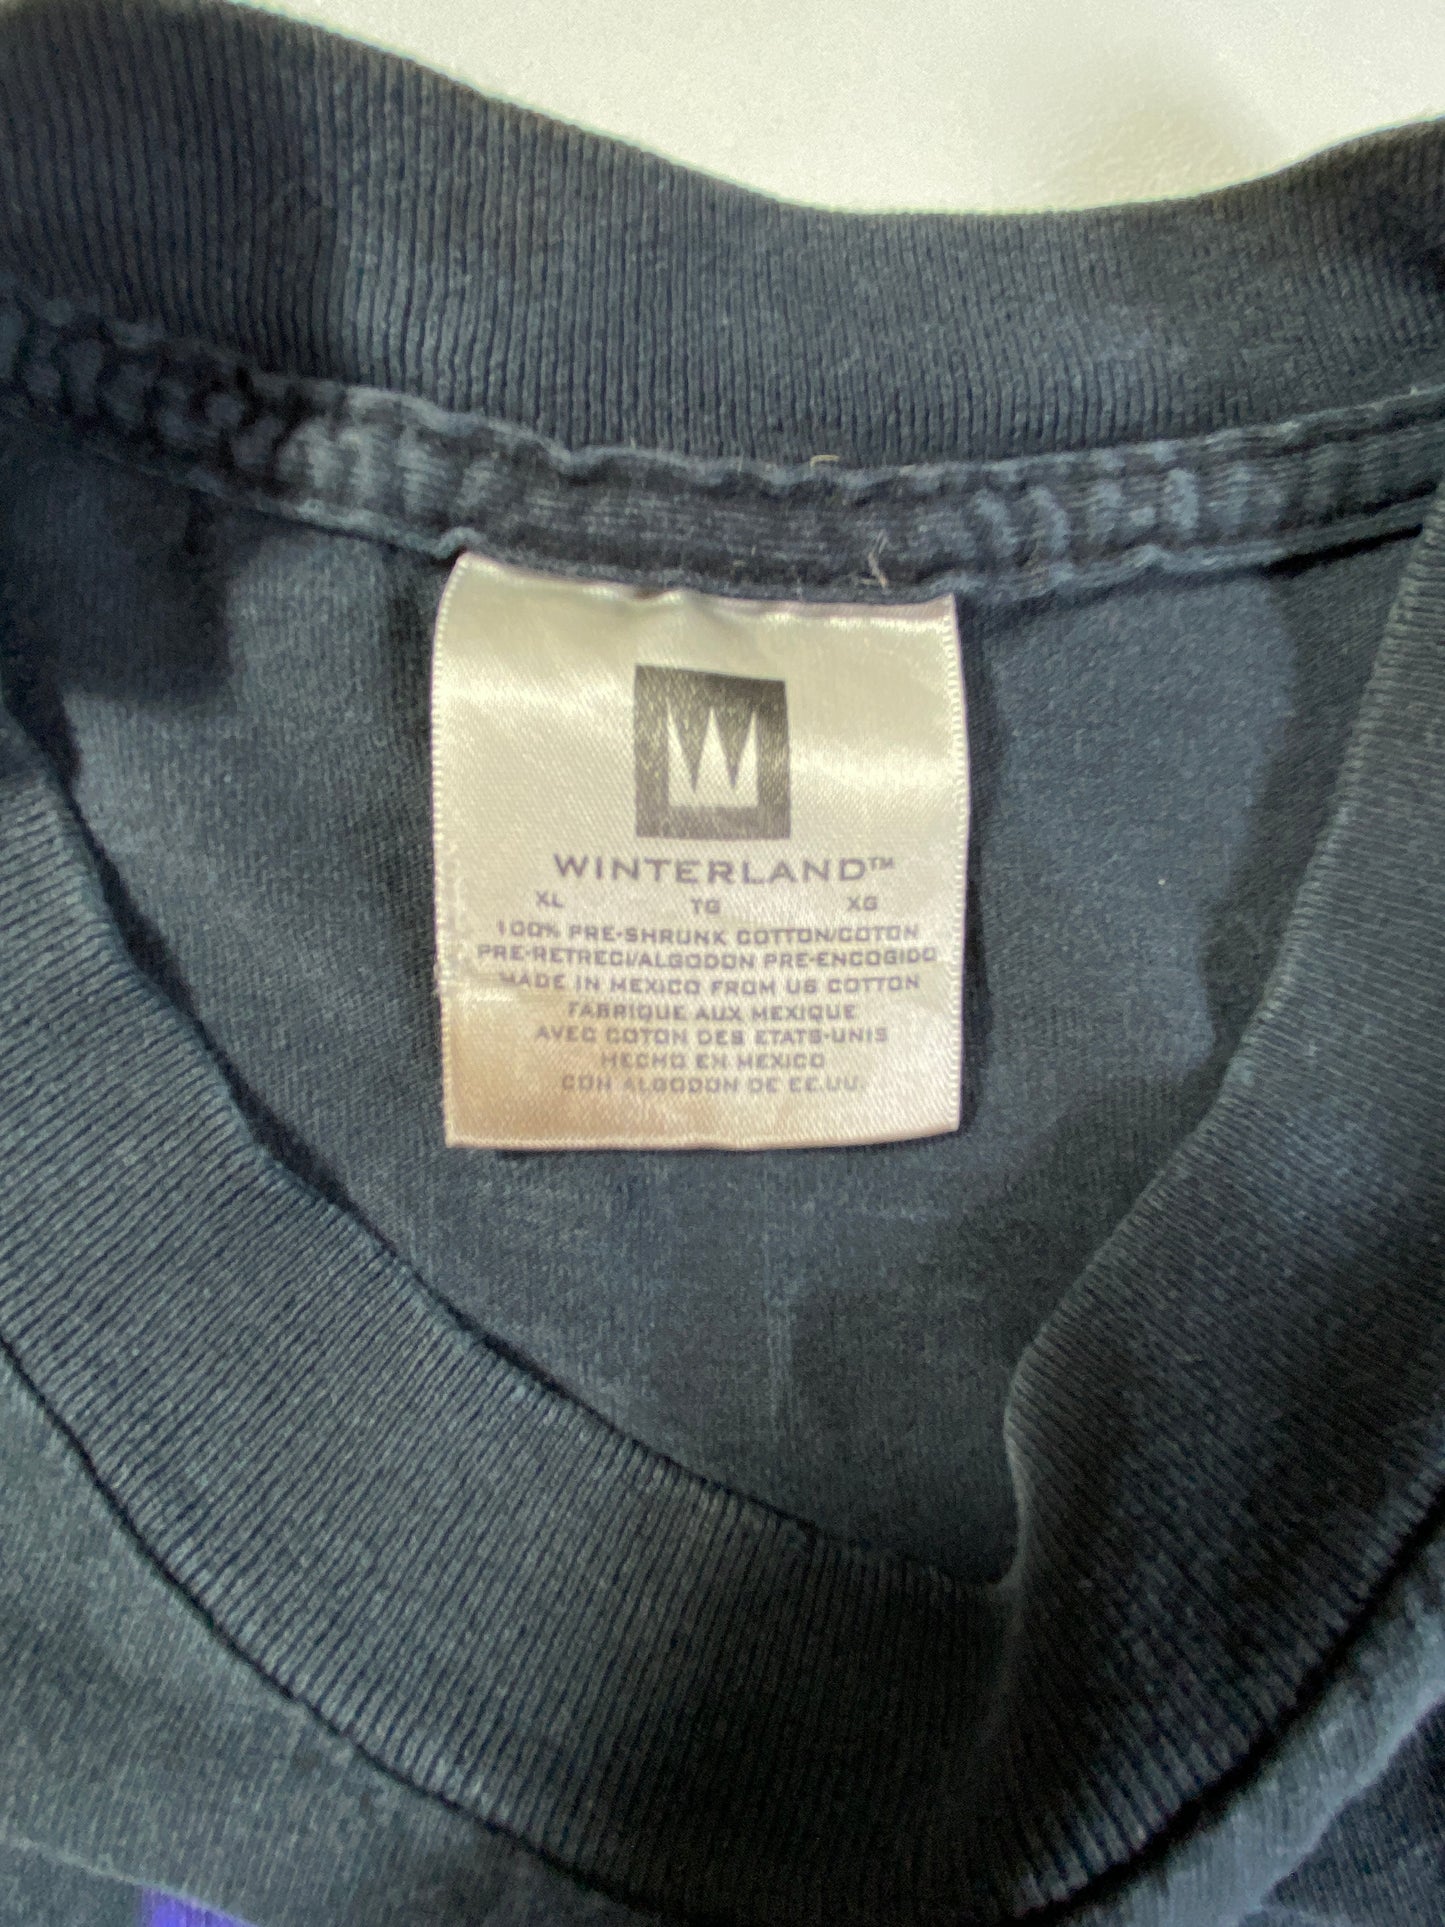 W
WINTERLAND™
XL TG XG
100% PRE-SHRUNK COTTON/COTON
PRE-RETRECI/ALGODON PRE-ENCOGIDO
MADE IN MEXICO FROM US COTTON
FABRIQUE AUX MEXIQUE
AVEC COTON DES ETATS-UNIS
HECHO EN MEXICO
CON ALGODON DE EE.UU.